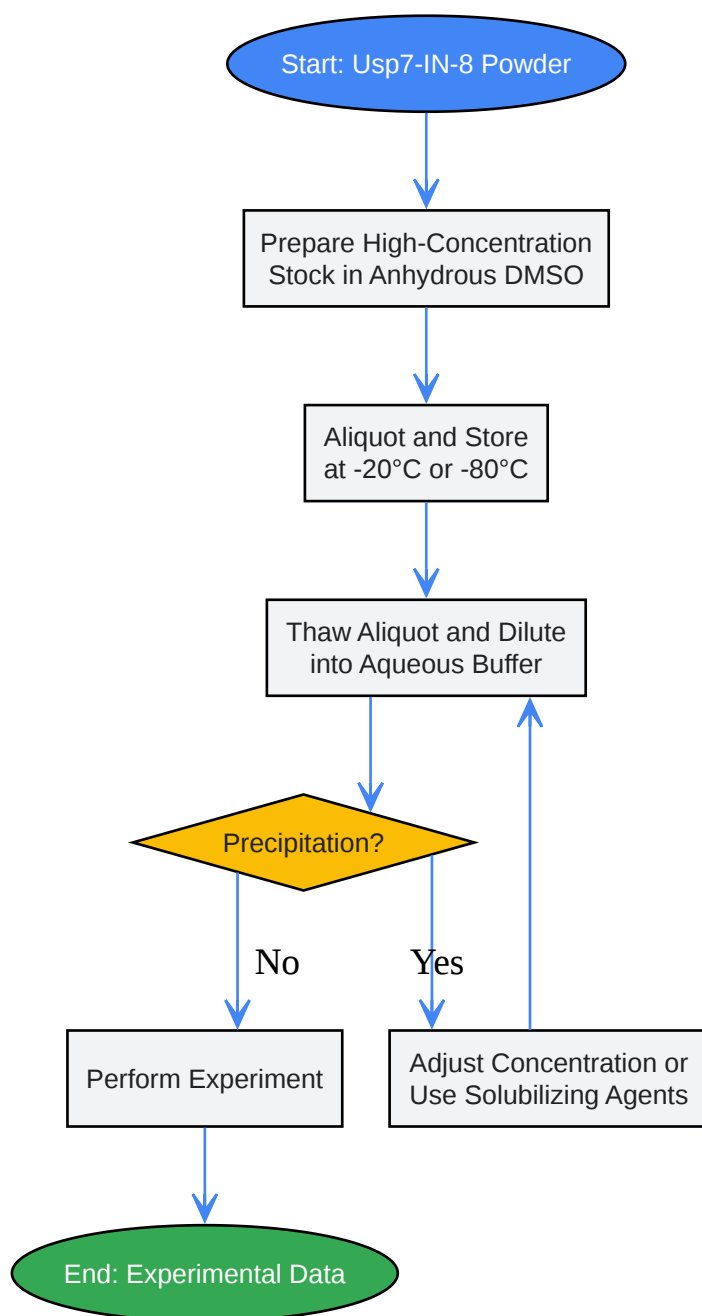 Start: Usp7-IN-8 Powder
Prepare High-Concentration
Stock in Anhydrous DMSO
Aliquot and Store
at -20°C or -80°C
Thaw Aliquot and Dilute
into Aqueous Buffer
Precipitation?
No
Yes
Perform Experiment
Adjust Concentration or
Use Solubilizing Agents
End: Experimental Data